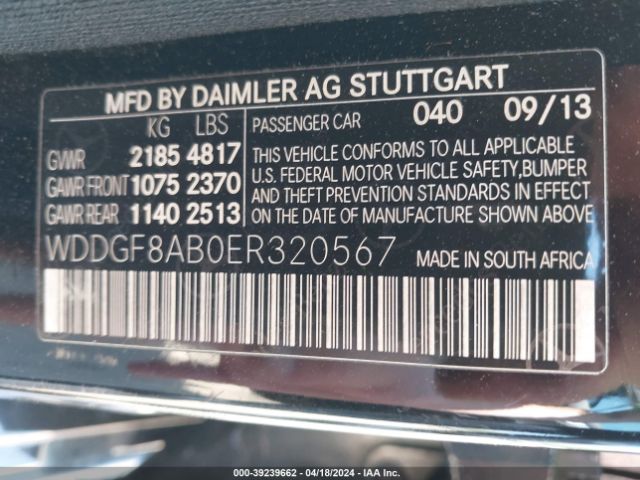 MFD BY DAIMLER AG STUTTGART
KG LBS
GVWR 2185 4817
GAWR FRONT 1075 2370
GAWR REAR 1140 2513
PASSENGER CAR 040 09/13
THIS VEHICLE CONFORMS TO ALL APPLICABLE
U.S. FEDERAL MOTOR VEHICLE SAFETY, BUMPER
AND THEFT PREVENTION STANDARDS IN EFFECT
ON THE DATE OF MANUFACTURE SHOWN ABOVE
WDDGF8AB0ER320567 MADE IN SOUTH AFRICA
000-39239662 - 04/18/2024 - IAA Inc.